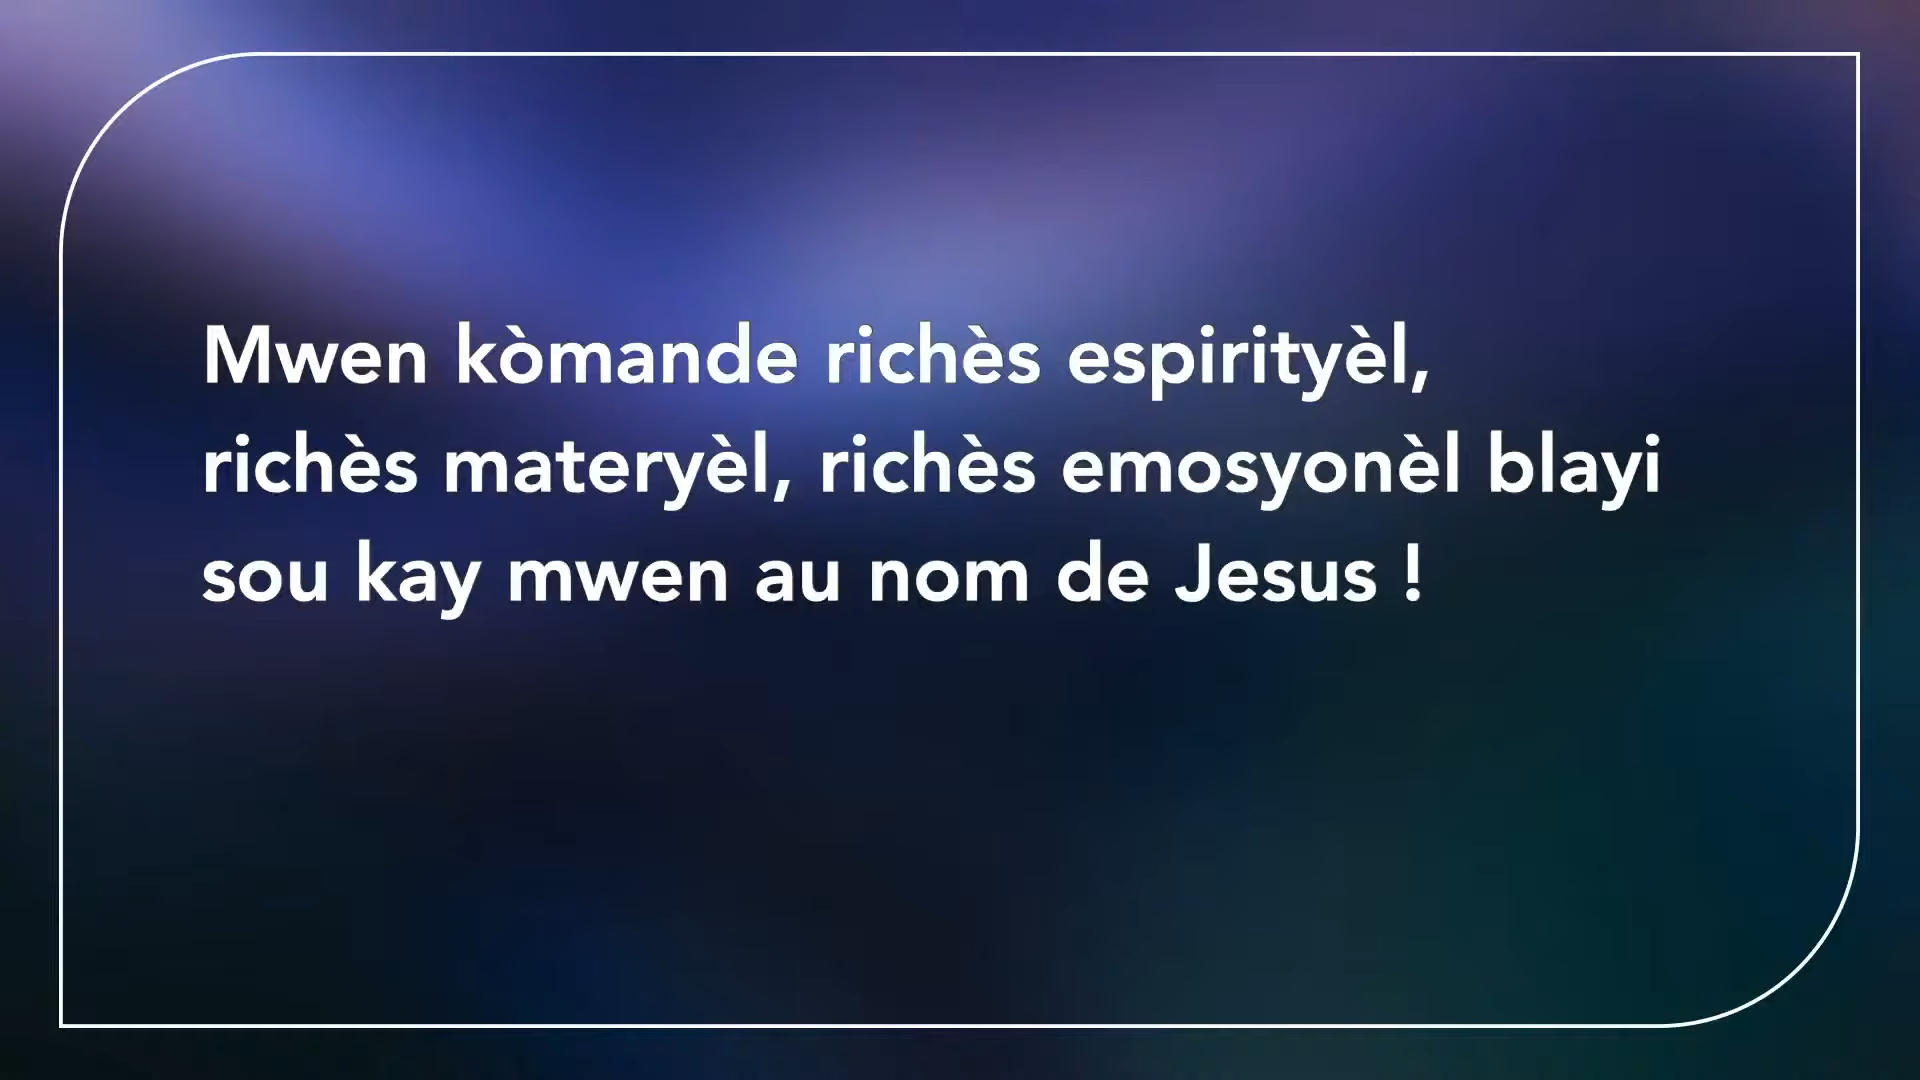 Mwen kòmande richès espirityèl,
richès materyèl, richès emosyonèl blayi
sou kay mwen au nom de Jesus !